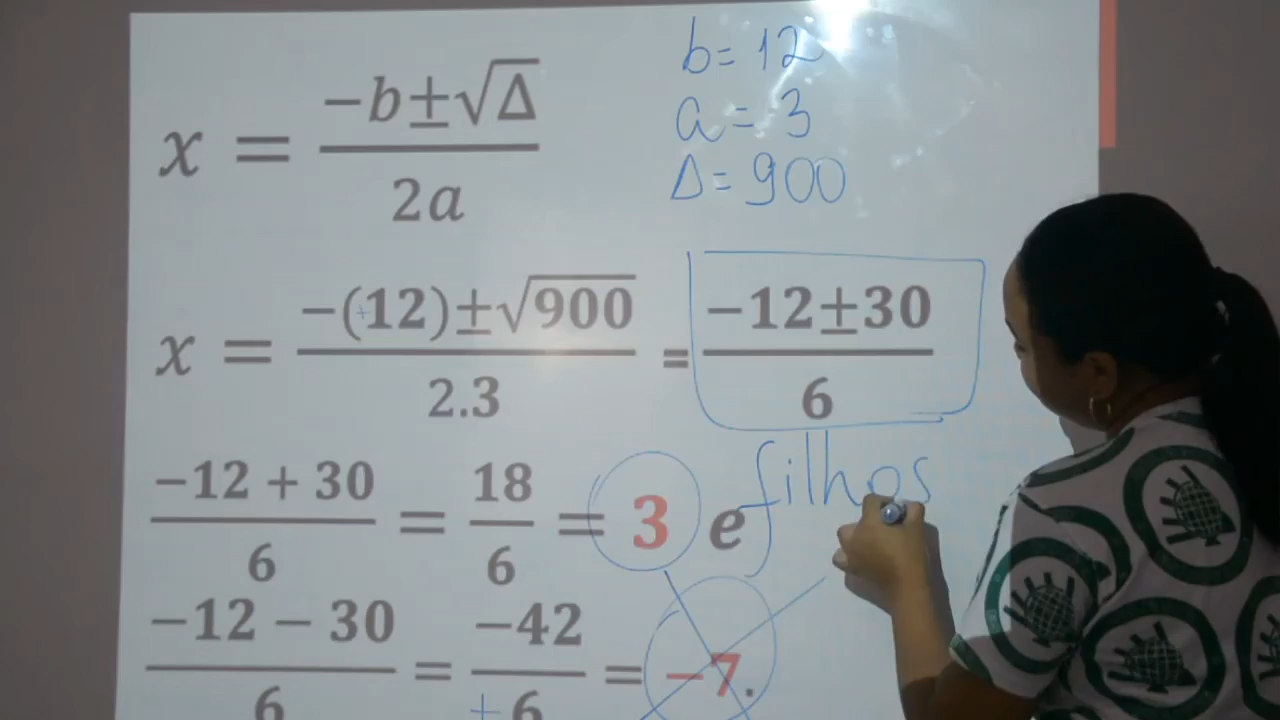 x = -b±√Δ / 2a
b = 12
a = 3
Δ = 900
x = -(+12)±√900 / 2.3 = -12±30 / 6
-12 + 30 / 6 = 18 / 6 = 3 e
filhos
-12 - 30 / 6 = -42 / +6 = -7.